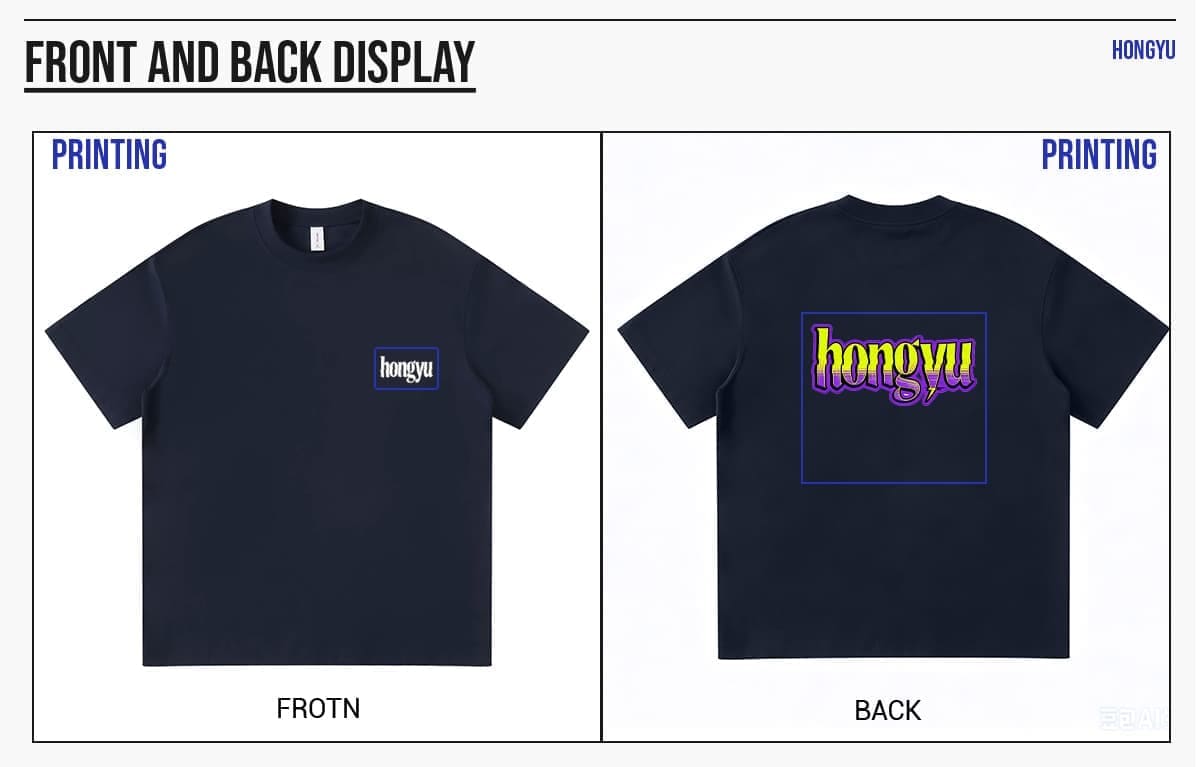 FRONT AND BACK DISPLAY
HONGYU
PRINTING
PRINTING
hongyu
hongyu
FROTN
BACK